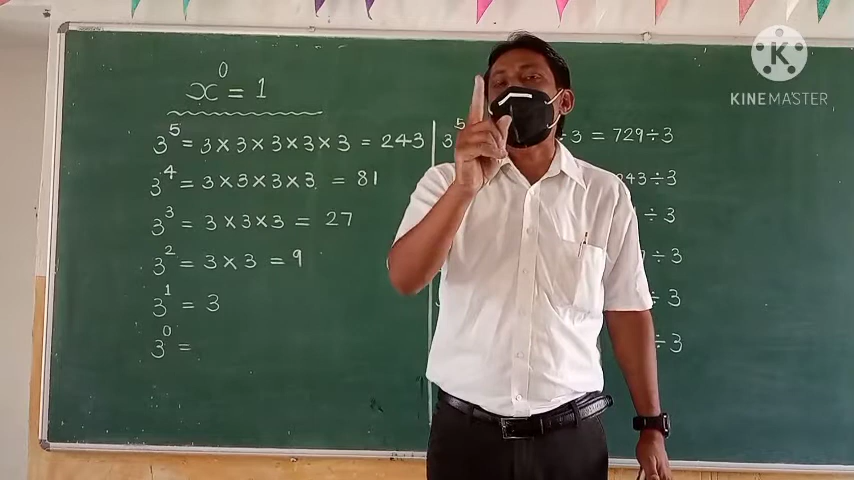 x⁰ = 1
3⁵ = 3 × 3 × 3 × 3 × 3 = 243
3⁴ = 3 × 3 × 3 × 3 = 81
3³ = 3 × 3 × 3 = 27
3² = 3 × 3 = 9
3¹ = 3
3⁰ =
3⁵ ÷ 3 = 729 ÷ 3
243 ÷ 3
÷ 3
÷ 3
÷ 3
÷ 3
K
KINEMASTER